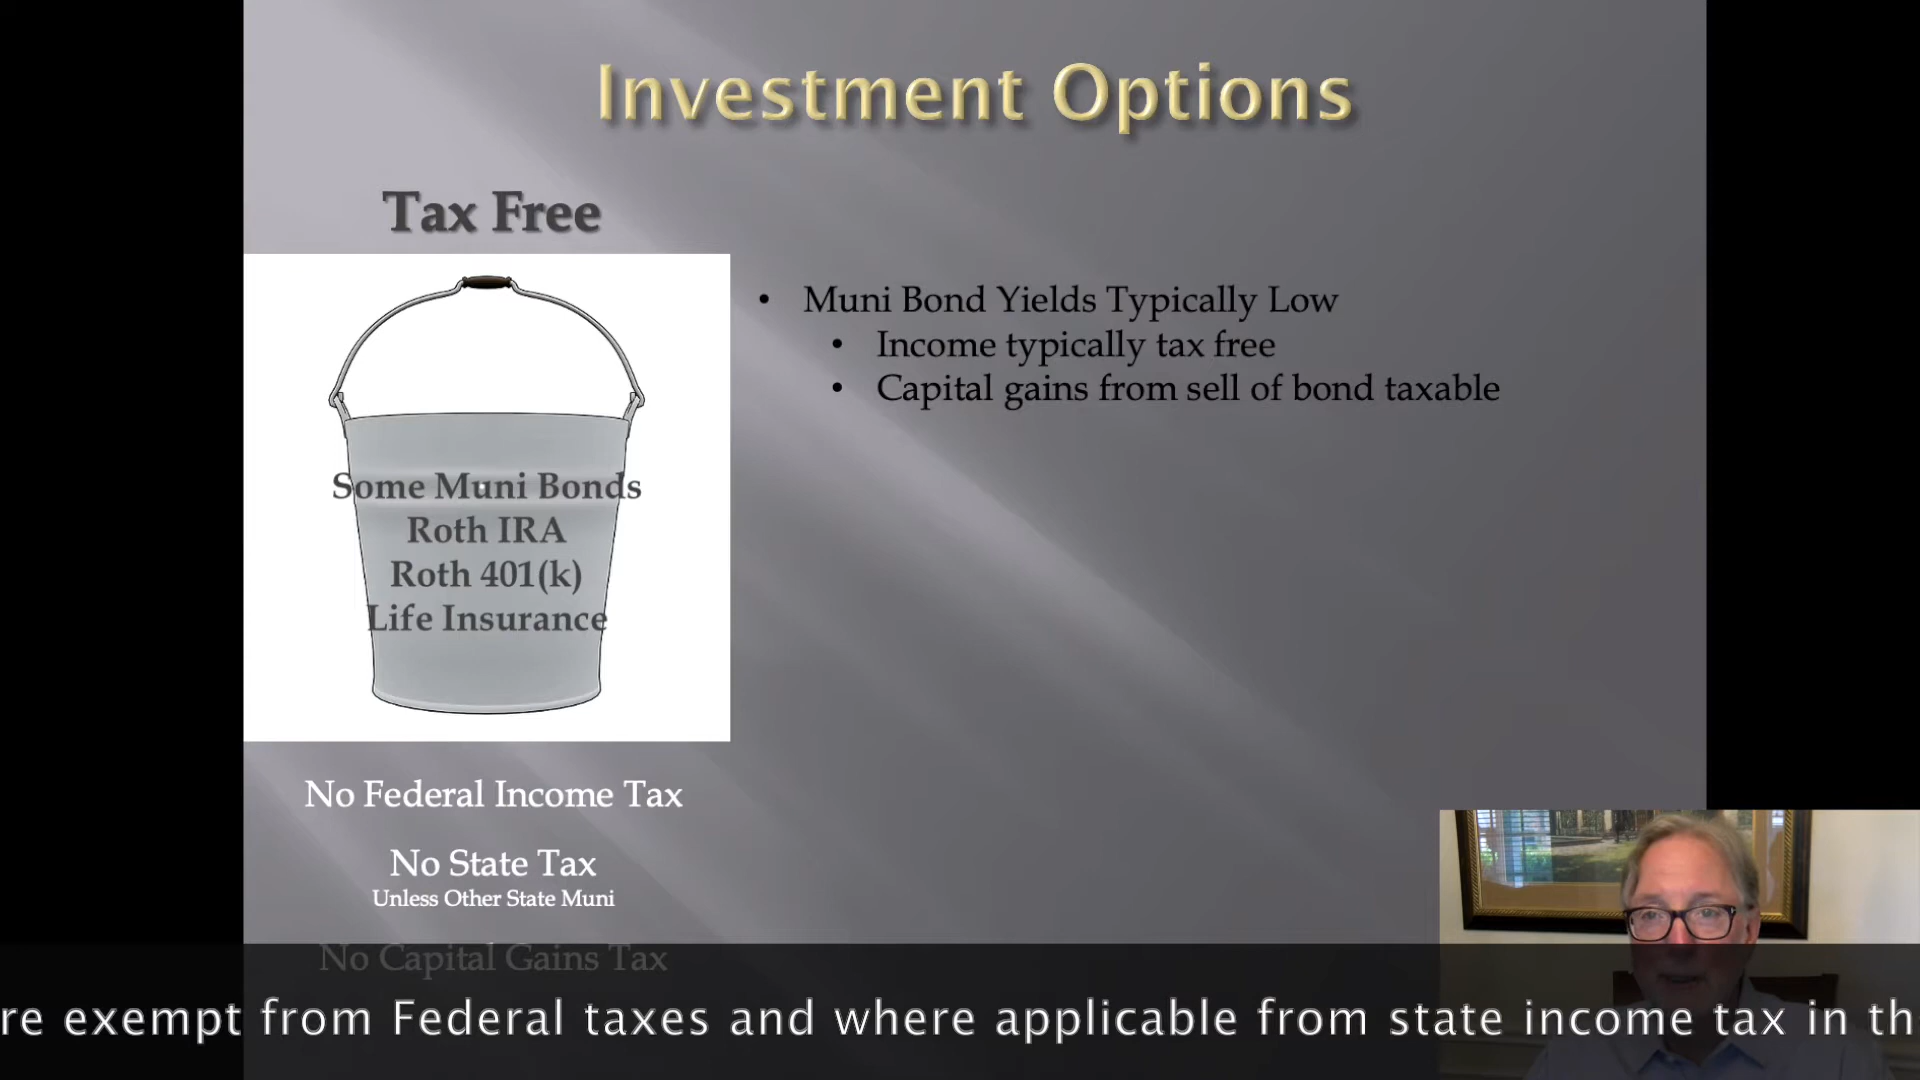 Investment Options
Tax Free
Some Muni Bonds
Roth IRA
Roth 401(k)
Life Insurance
• Muni Bond Yields Typically Low
• Income typically tax free
• Capital gains from sell of bond taxable
No Federal Income Tax
No State Tax
Unless Other State Muni
No Capital Gains Tax
exempt from Federal taxes and where applicable from state income tax in